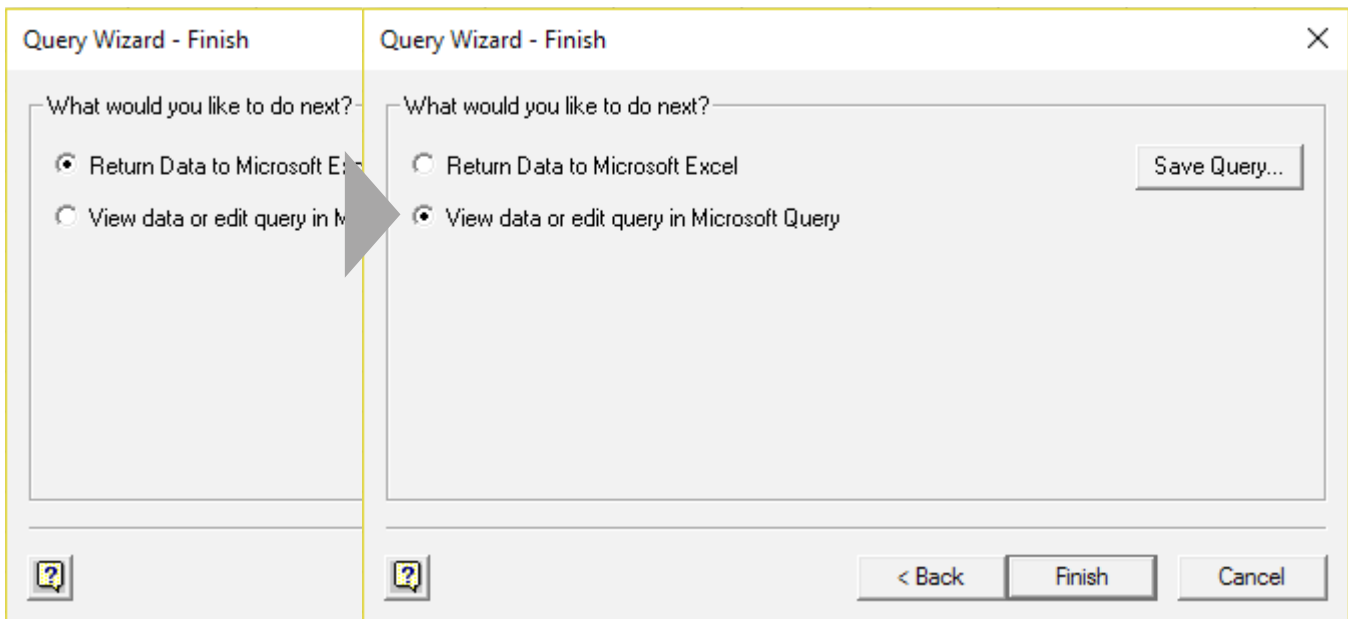 Query Wizard - Finish
What would you like to do next?
Return Data to Microsoft
View data or edit query in
Query Wizard - Finish
What would you like to do next?
Return Data to Microsoft Excel
Save Query...
View data or edit query in Microsoft Query
< Back
Finish
Cancel